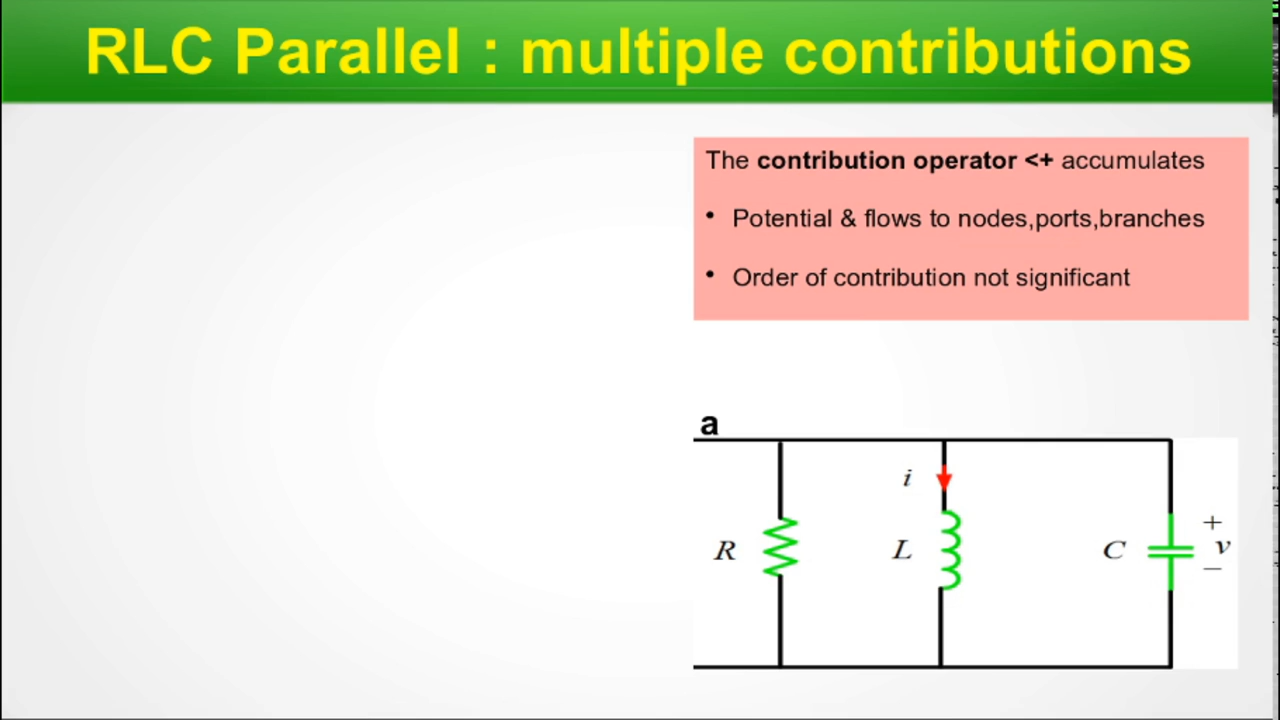 RLC Parallel : multiple contributions
The contribution operator <+ accumulates
• Potential & flows to nodes,ports,branches
• Order of contribution not significant
a
i
R
L
C
+
v
−